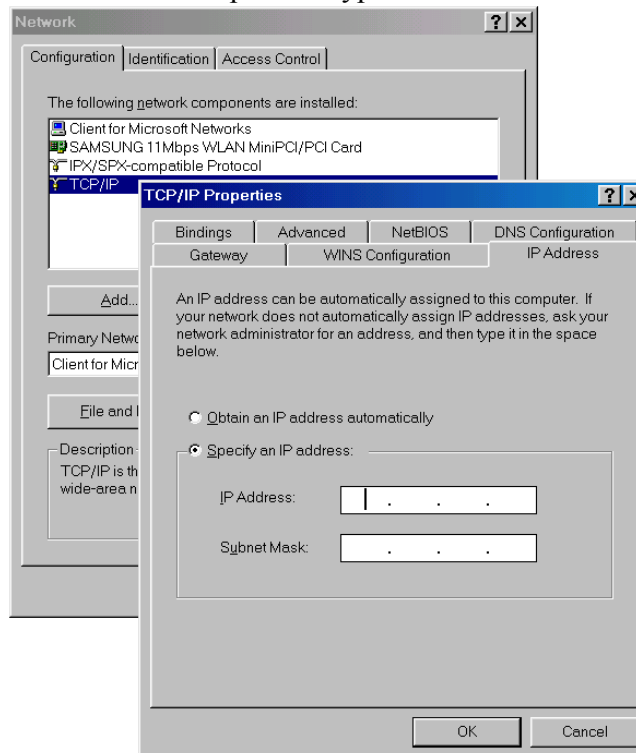 Network
? ×
Configuration Identification Access Control
The following network components are installed:
Client for Microsoft Networks
SAMSUNG 11Mbps WLAN MiniPCI/PCI Card
IPX/SPX-compatible Protocol
TCP/IP
Add...
Primary Netwo
Client for Micr
File and
Description
TCP/IP is th
wide-area n
TCP/IP Properties
? ×
Bindings Advanced NetBIOS DNS Configuration
Gateway WINS Configuration IP Address
An IP address can be automatically assigned to this computer. If
your network does not automatically assign IP addresses, ask your
network administrator for an address, and then type it in the space
below.
Obtain an IP address automatically
Specify an IP address:
IP Address: . . .
Subnet Mask: . . .
OK Cancel